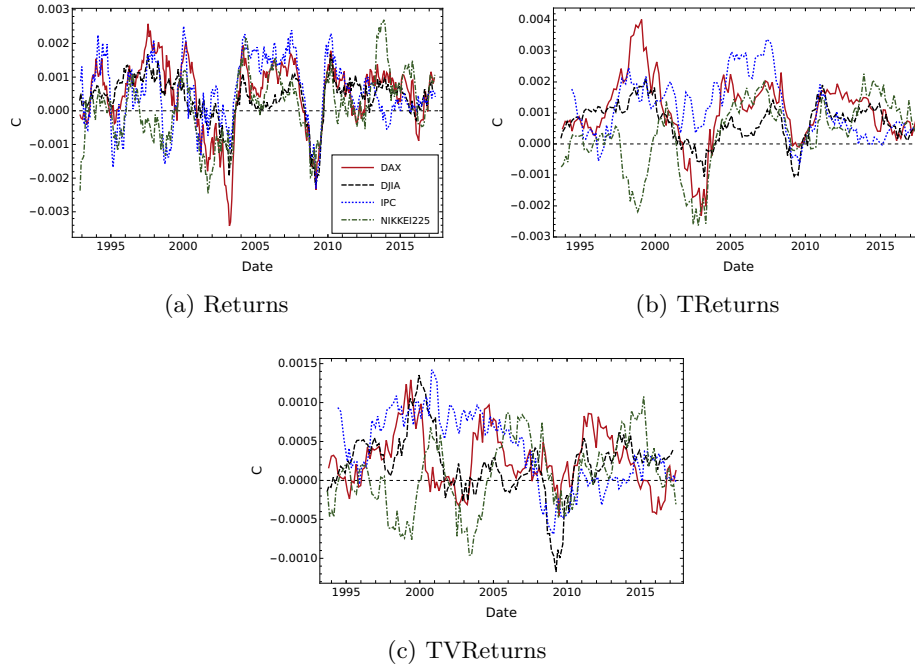 0.003
0.002
0.001
0.000
−0.001
−0.002
−0.003
C
1995
2000
2005
2010
2015
Date
DAX
DJIA
IPC
NIKKEI225
(a) Returns
0.004
0.003
0.002
0.001
0.000
−0.001
−0.002
−0.003
C
1995
2000
2005
2010
2015
Date
(b) TReturns
0.0015
0.0010
0.0005
0.0000
−0.0005
−0.0010
C
1995
2000
2005
2010
2015
Date
(c) TVReturns